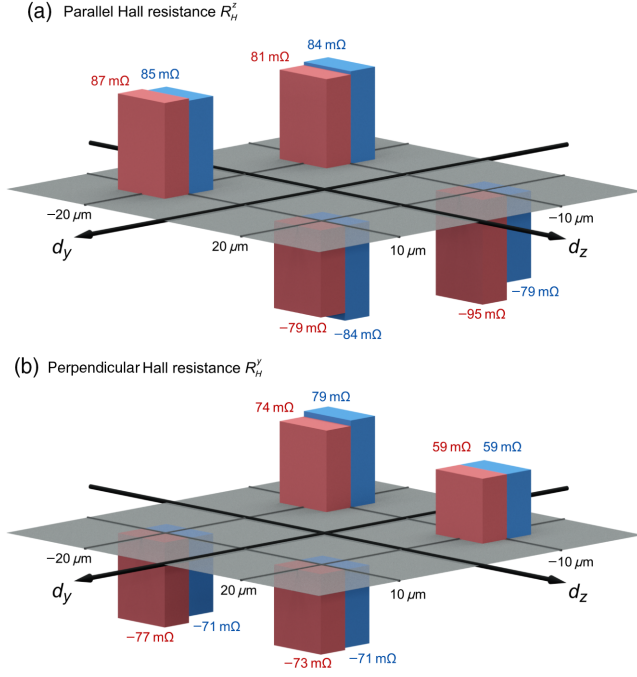 (a) Parallel Hall resistance R_H^z
87 mΩ 85 mΩ 81 mΩ 84 mΩ
−20 µm −10 µm
d_y 20 µm 10 µm d_z
−79 mΩ −84 mΩ −95 mΩ −79 mΩ
(b) Perpendicular Hall resistance R_H^y
74 mΩ 79 mΩ 59 mΩ 59 mΩ
−20 µm −10 µm
d_y 20 µm 10 µm d_z
−77 mΩ −71 mΩ −73 mΩ −71 mΩ